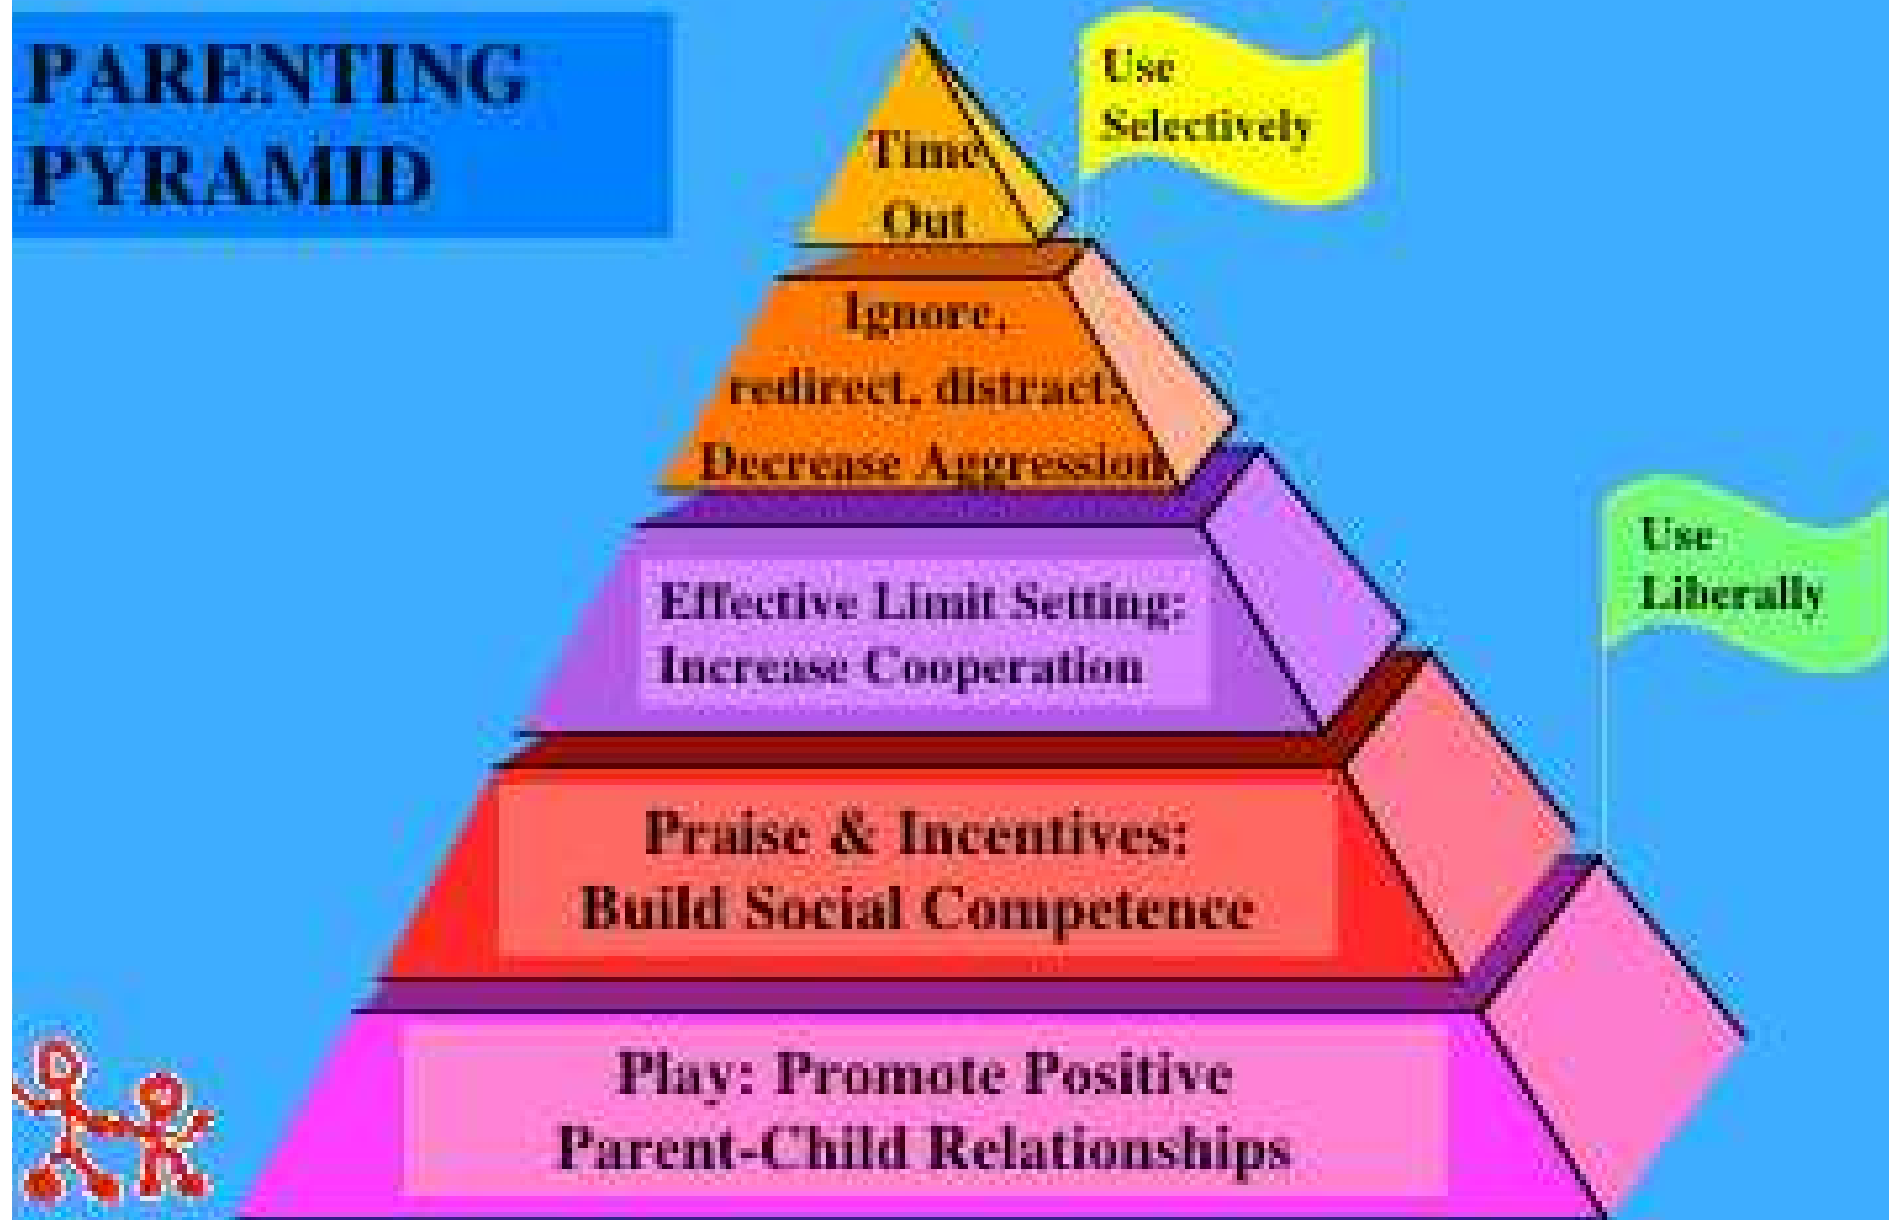 PARENTING
PYRAMID
Use
Selectively
Time
Out
Ignore,
redirect, distract:
Decrease Aggression
Use
Liberally
Effective Limit Setting:
Increase Cooperation
Praise & Incentives:
Build Social Competence
Play: Promote Positive
Parent-Child Relationships